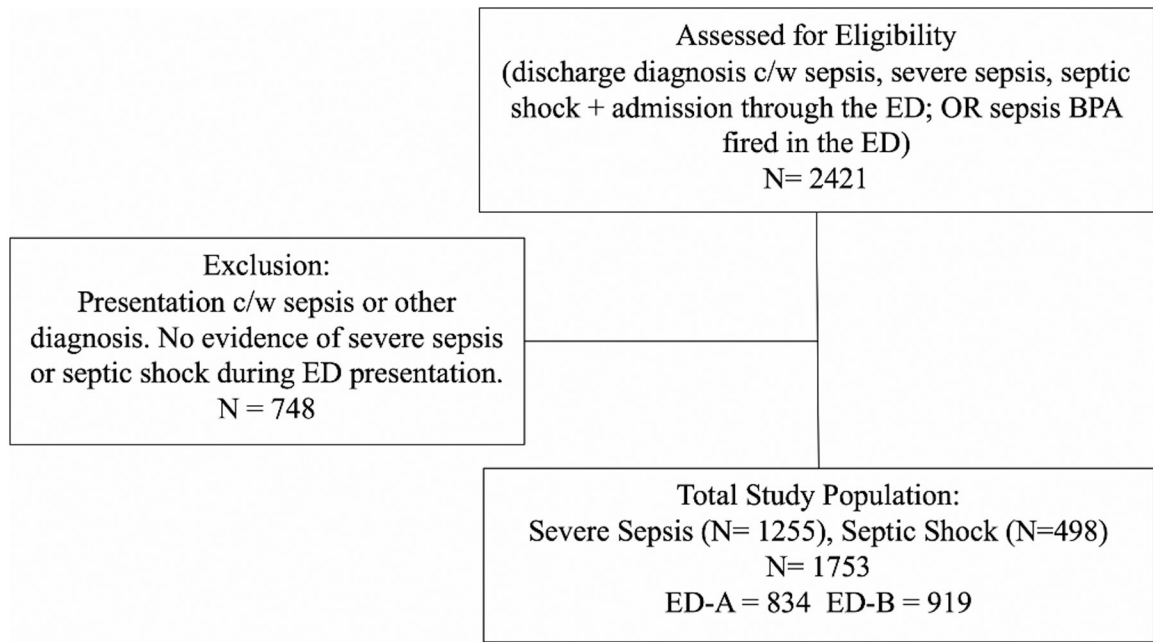 Assessed for Eligibility
(discharge diagnosis c/w sepsis, severe sepsis, septic
shock + admission through the ED; OR sepsis BPA
fired in the ED)
N= 2421
Exclusion:
Presentation c/w sepsis or other
diagnosis. No evidence of severe sepsis
or septic shock during ED presentation.
N = 748
Total Study Population:
Severe Sepsis (N= 1255), Septic Shock (N=498)
N= 1753
ED-A = 834 ED-B = 919